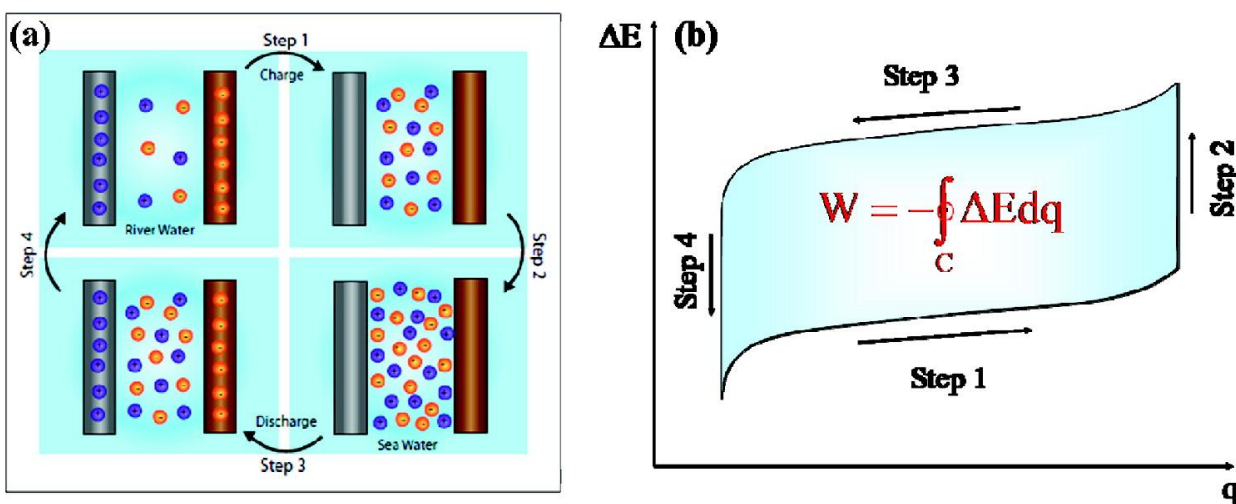 (a)
Step 1
Charge
River Water
Step 4
Step 2
Discharge
Sea Water
Step 3
ΔE
(b)
Step 3
Step 2
W = -∮ΔEdq
C
Step 4
Step 1
q